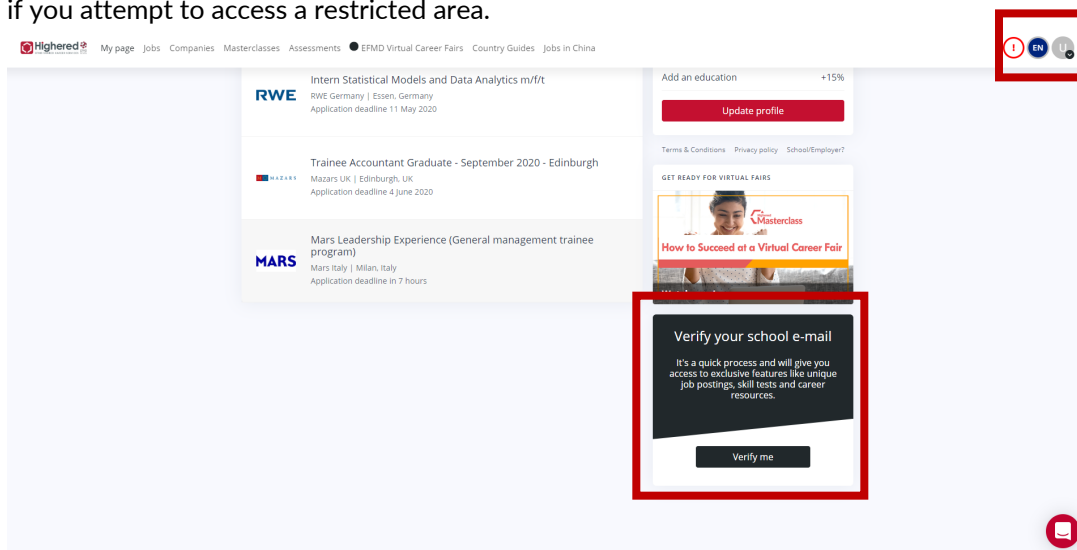 if you attempt to access a restricted area.
Highered
My page Jobs Companies Masterclasses Assessments EFMD Virtual Career Fairs Country Guides Jobs in China
! EN U
RWE
Intern Statistical Models and Data Analytics m/f/t
RWE Germany | Essen, Germany
Application deadline 11 May 2020
MAZARS
Trainee Accountant Graduate - September 2020 - Edinburgh
Mazars UK | Edinburgh, UK
Application deadline 4 June 2020
MARS
Mars Leadership Experience (General management trainee
program)
Mars Italy | Milan, Italy
Application deadline in 7 hours
Add an education +15%
Update profile
Terms & Conditions Privacy policy School/Employer?
GET READY FOR VIRTUAL FAIRS
Masterclass
How to Succeed at a Virtual Career Fair
Verify your school e-mail
It's a quick process and will give you
access to exclusive features like unique
job postings, skill tests and career
resources.
Verify me